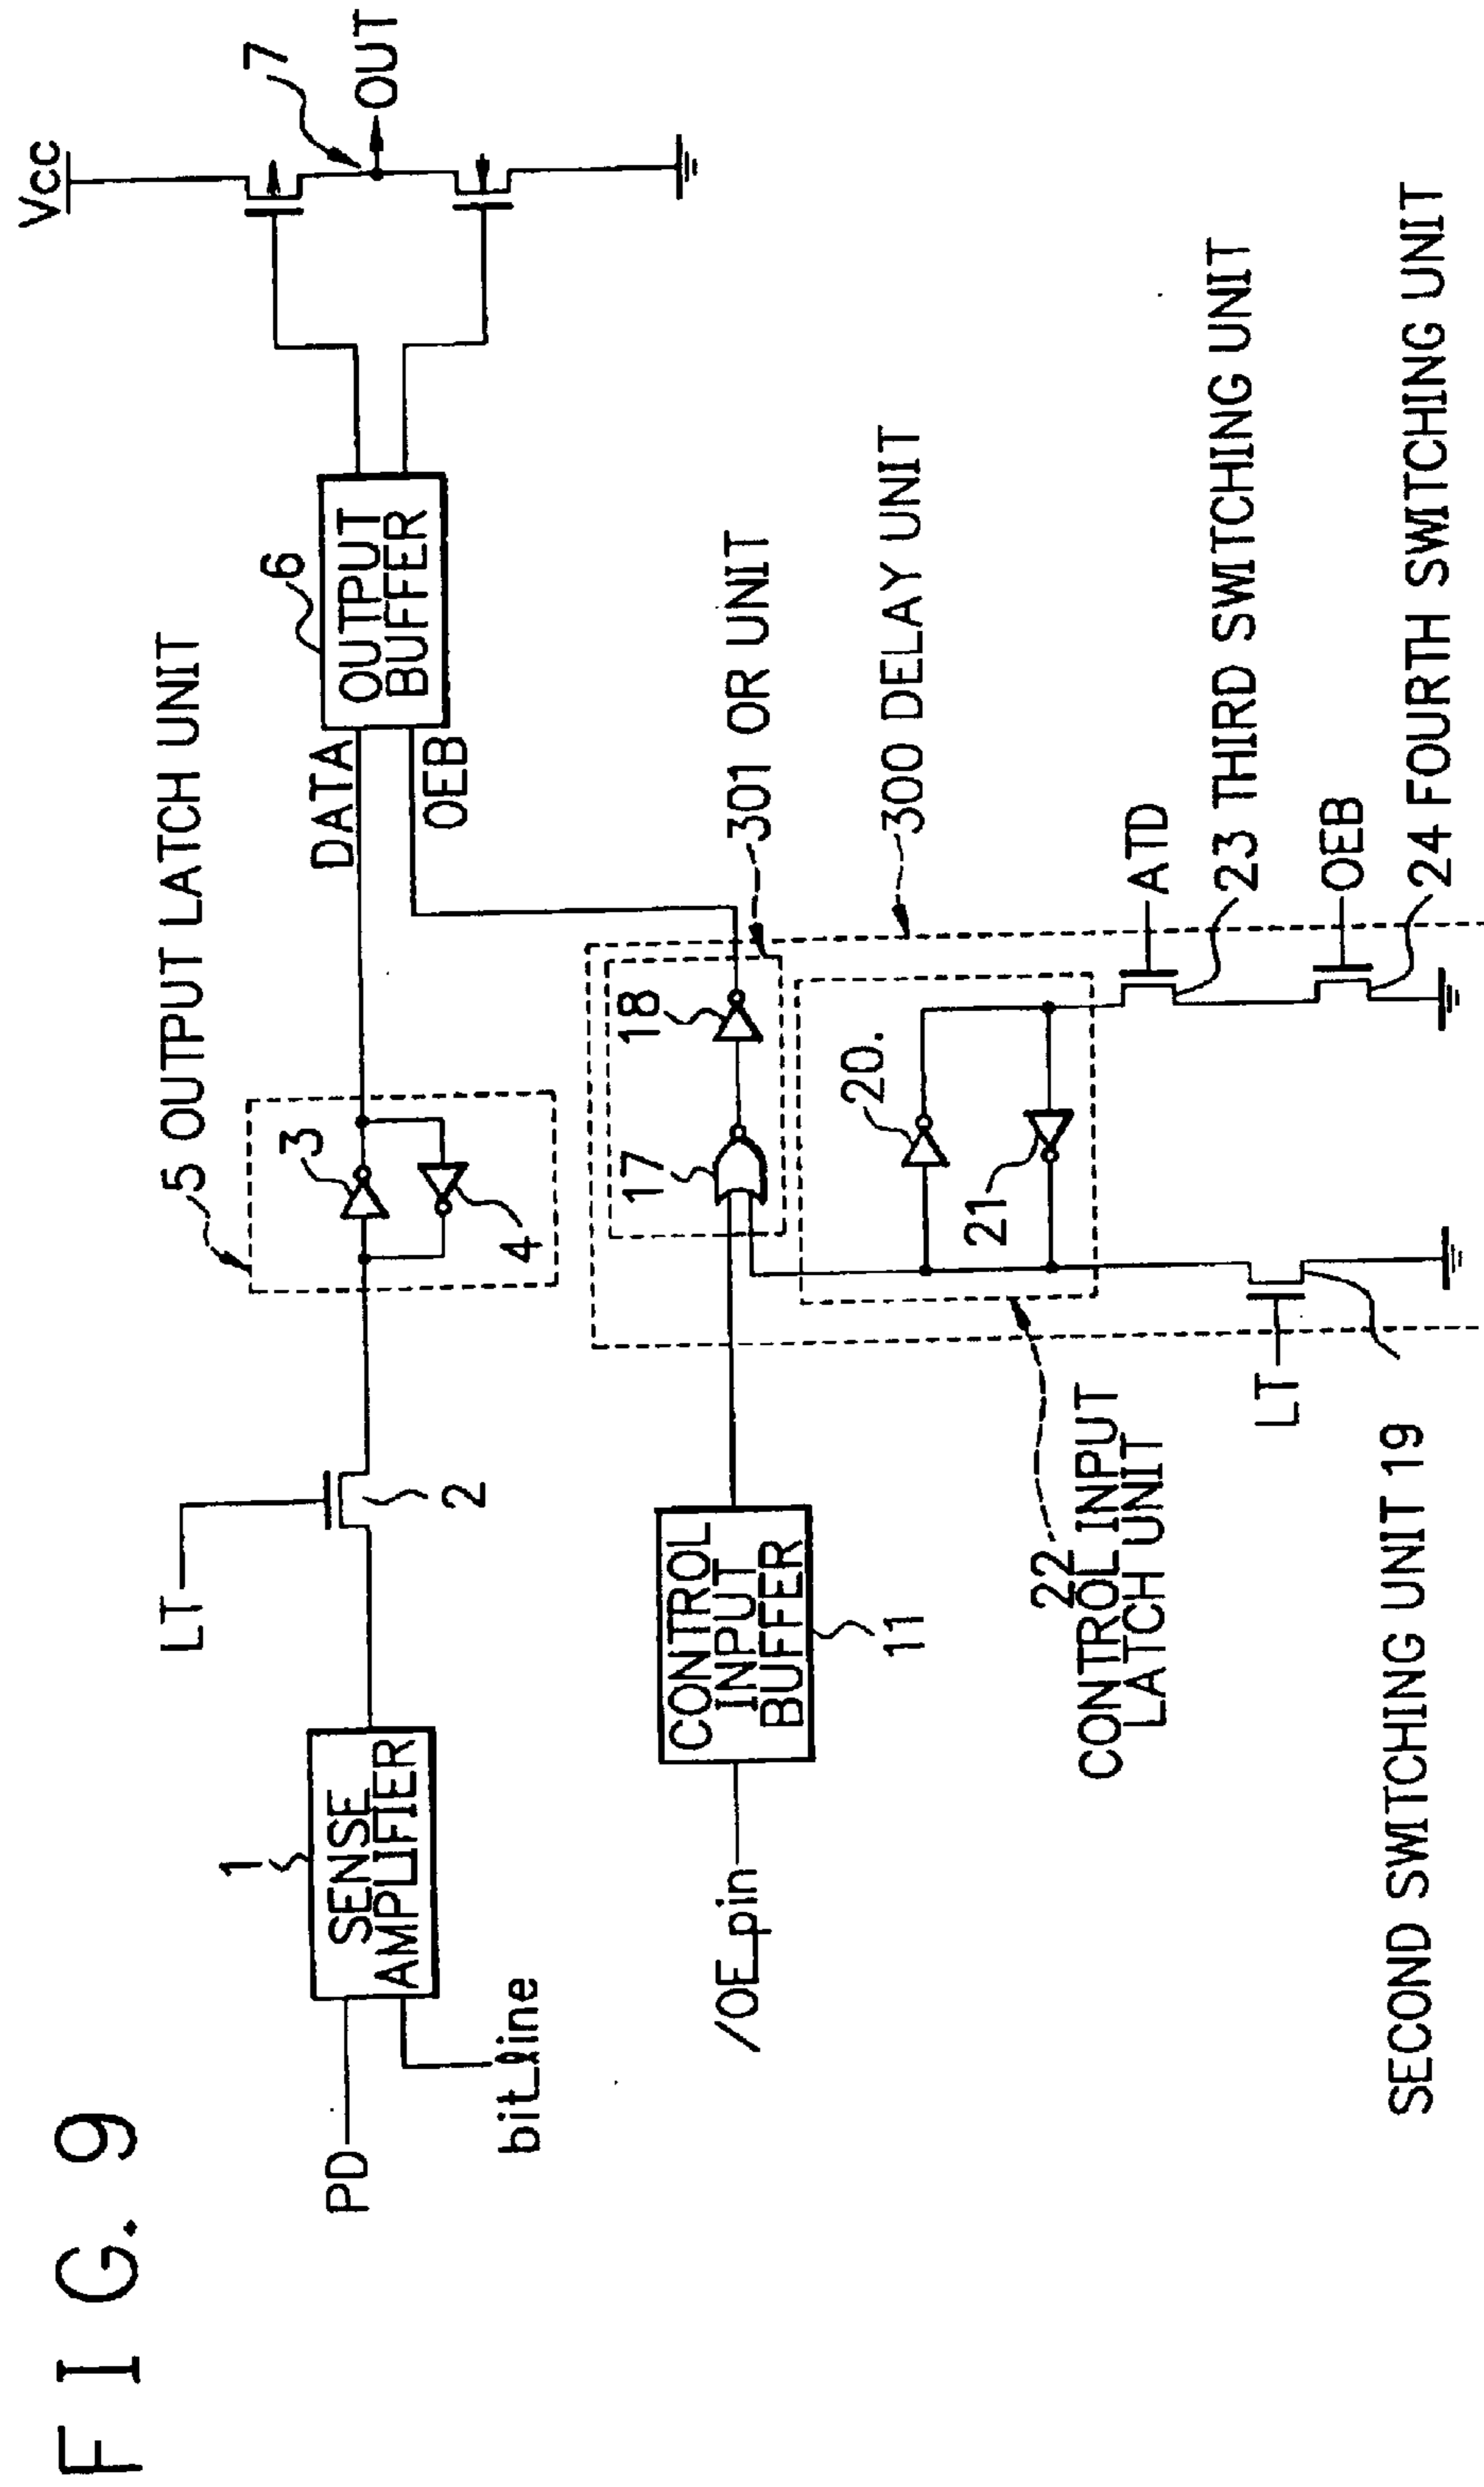 FIG. 9
Vcc
7
OUT
5 OUTPUT LATCH UNIT
6
OUTPUT
BUFFER
DATA
OEB
3
4
LT
2
1
SENSE
AMPLIFIER
PD
bit_line
301 OR UNIT
300 DELAY UNIT
18
17
20.
21
ATD
23 THIRD SWITCHING UNIT
OEB
24 FOURTH SWITCHING UNIT
CONTROL
INPUT
BUFFER
11
/OE_pin
22
CONTROL INPUT
LATCH UNIT
LT
SECOND SWITCHING UNIT 19